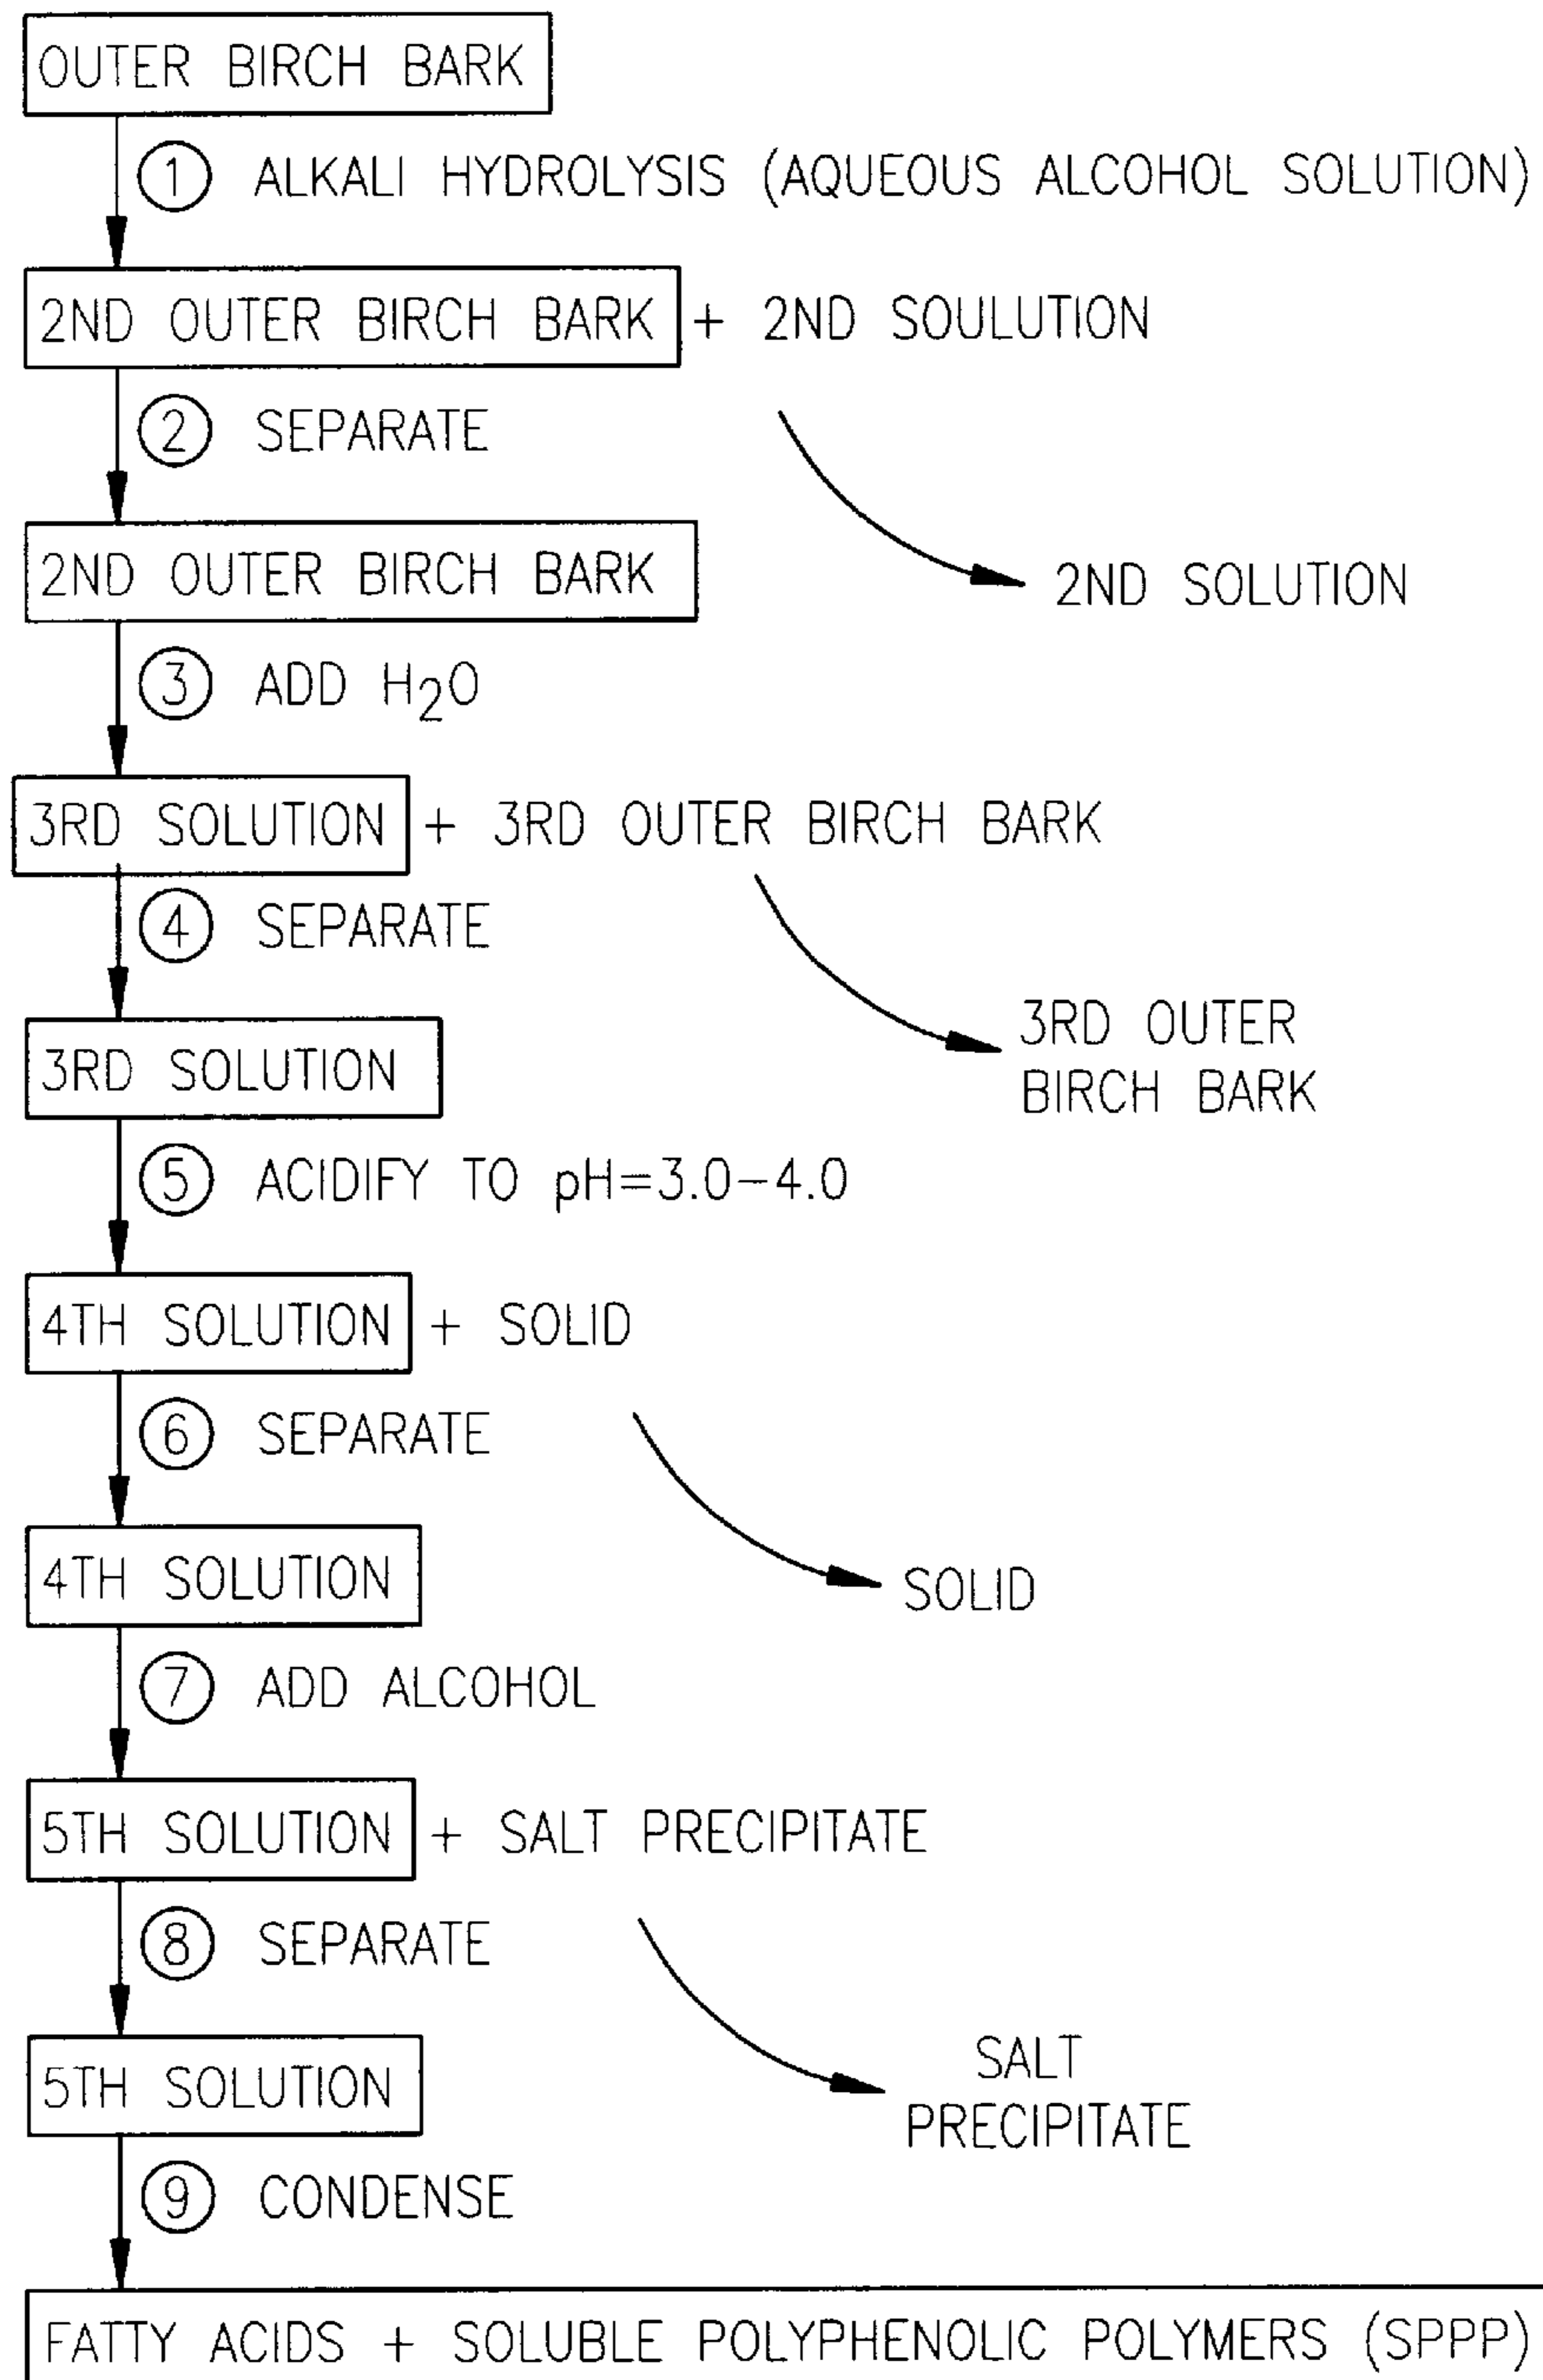 OUTER BIRCH BARK
① ALKALI HYDROLYSIS (AQUEOUS ALCOHOL SOLUTION)
2ND OUTER BIRCH BARK + 2ND SOULUTION
② SEPARATE
2ND OUTER BIRCH BARK
2ND SOLUTION
③ ADD H₂O
3RD SOLUTION + 3RD OUTER BIRCH BARK
④ SEPARATE
3RD OUTER
BIRCH BARK
3RD SOLUTION
⑤ ACIDIFY TO pH=3.0-4.0
4TH SOLUTION + SOLID
⑥ SEPARATE
4TH SOLUTION
SOLID
⑦ ADD ALCOHOL
5TH SOLUTION + SALT PRECIPITATE
⑧ SEPARATE
SALT
PRECIPITATE
5TH SOLUTION
⑨ CONDENSE
FATTY ACIDS + SOLUBLE POLYPHENOLIC POLYMERS (SPPP)